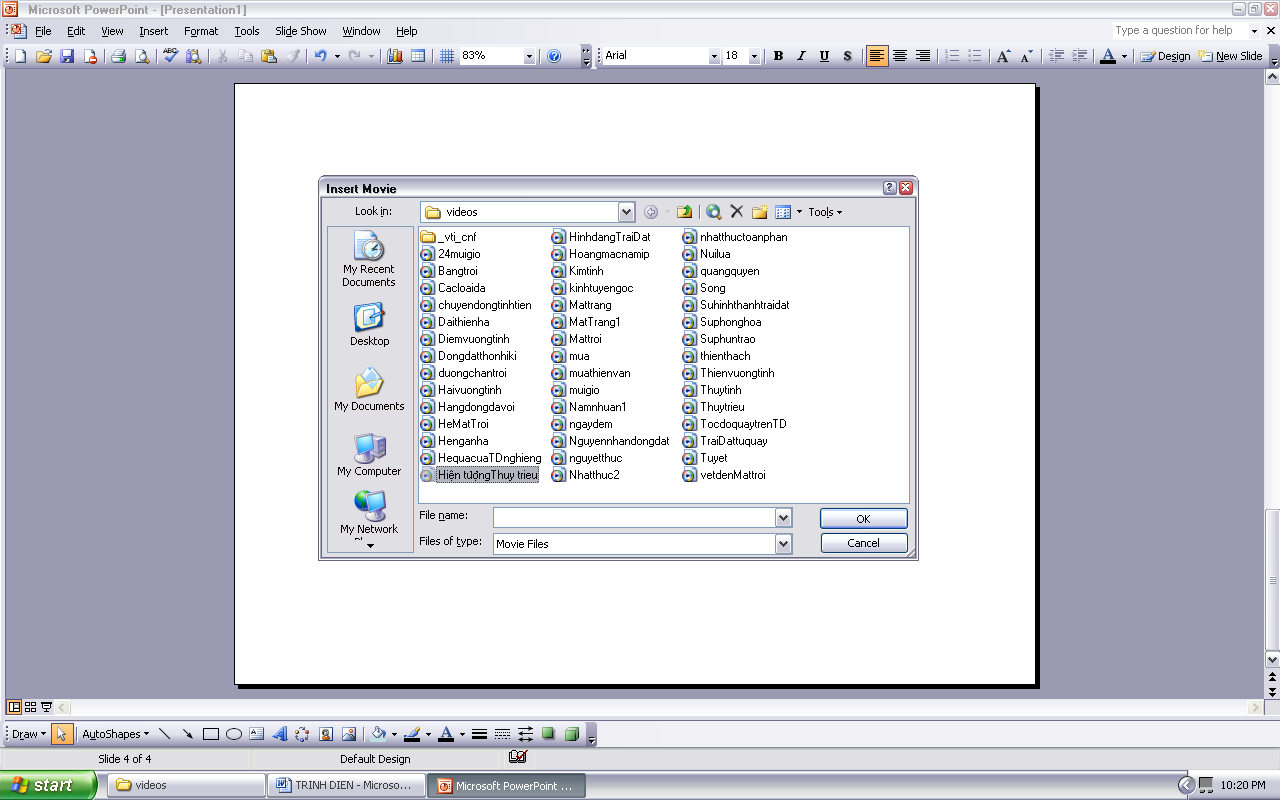 Microsoft PowerPoint - [Presentation1]
File Edit View Insert Format Tools Slide Show Window Help
Type a question for help
83%
Arial
18
B I U S
Design
New Slide
Insert Movie
Look in:
videos
Tools
My Recent Documents
Desktop
My Documents
My Computer
My Network
_vti_cnf
24muigio
Bangtroi
Cacloaida
chuyendongtinhtien
Daithienha
Diemvuongtinh
Dongdatthonhiki
duongchantroi
Haivuongtinh
Hangdongdavoi
HeMatTroi
Henganha
HequacuaTDnghieng
Hiện tượngThuy trieu
HinhdangTraiDat
Hoangmacnamip
Kimtinh
kinhtuyengoc
Mattrang
MatTrang1
Mattroi
mua
muathienvan
muigio
Namnhuan1
ngaydem
Nguyennhandongdat
nguyetthuc
Nhatthuc2
nhatthuctoanphan
Nuilua
quangquyen
Song
Suhinhthanhtraidat
Suphonghoa
Suphuntrao
thienthach
Thienvuongtinh
Thuytinh
Thuytrieu
TocdoquaytrenTD
TraiDattuquay
Tuyet
vetdenMattroi
File name:
OK
Files of type:
Movie Files
Cancel
Draw
AutoShapes
Slide 4 of 4
Default Design
start
videos
TRINH DIEN - Microso...
Microsoft PowerPoint ...
10:20 PM